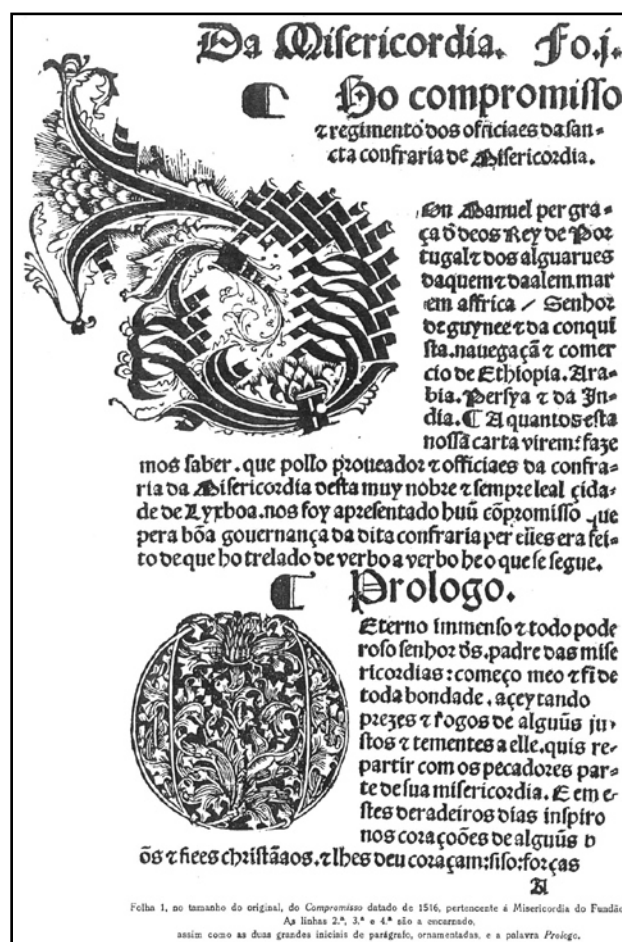 Da Misericordia. Fo.j.
¶ Ho compromisso
⁊ regimento dos officiaes da san-
cta confraria de Misericordia.
Dom Manuel per gra-
ça d̃ deos Rey de Por
tugal ⁊ dos alguarues
daquem ⁊ daalem mar
em affrica / Senhor
de guynee ⁊ da conqui
sta. nauegaçã ⁊ comer
cio de Ethiopia. Ara-
bia. Persya ⁊ da In-
dia. ¶ A quantos esta
nossa carta virem: faze
mos saber. que pollo prouedor ⁊ officiaes da confra-
ria da Misericordia desta muy nobre ⁊ sempre leal çida-
de de Lyxboa. nos foy apresentado huũ cõpromisso que
pera bõa gouernança da dita confraria per elles era fei-
to de que ho trelado de verbo a verbo he o que se segue.
¶ Prologo.
O Eterno immenso ⁊ todo pode
roso senhor d̃s. padre das mise
ricordias: começo meo ⁊ fi de
toda bondade. açeytando
prezes ⁊ rogos de alguũs ju-
stos ⁊ tementes a elle. quis re-
partir com os pecadores par-
te de sua misericordia. E em e-
stes deradeiros dias inspiro
nos coraçoões de alguũs b
õs ⁊ fiees christãaos. ⁊ lhes deu coraçam: siso: forças
A
Folha 1, no tamanho do original, do Compromisso datado de 1516, pertencente á Misericordia do Fundão
As linhas 2.ª, 3.ª e 4.ª são a encarnado,
assim como as duas grandes iniciais de parágrafo, ornamentadas, e a palavra Prologo.